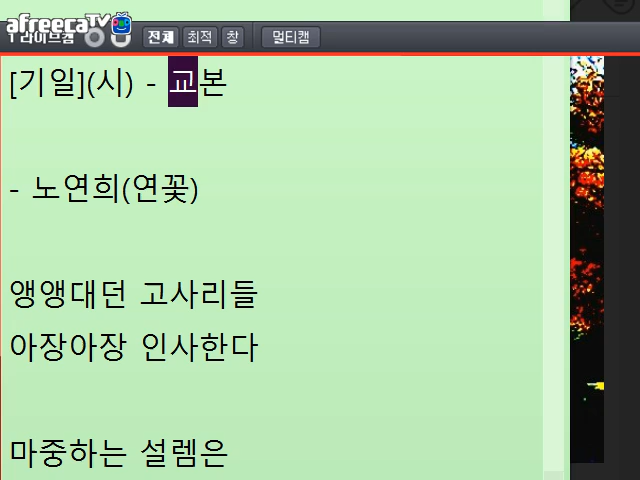 afreecaTV
1 라이브캠 전체 최적 창 멀티캠
[기일](시) - 교본
- 노연희(연꽃)
앵앵대던 고사리들
아장아장 인사한다
마중하는 설렘은